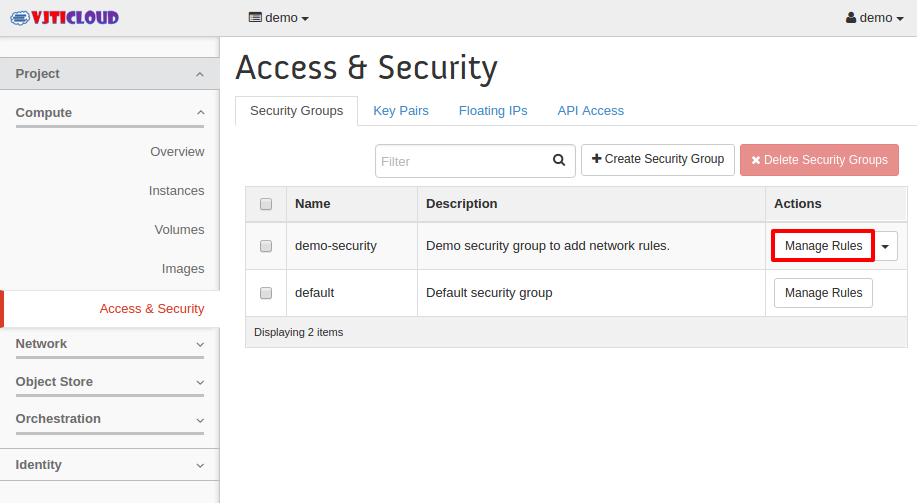 VJTICLOUD
demo
demo
Project
Compute
Overview
Instances
Volumes
Images
Access & Security
Network
Object Store
Orchestration
Identity
Access & Security
Security Groups Key Pairs Floating IPs API Access
Filter Create Security Group Delete Security Groups
Name Description Actions
demo-security Demo security group to add network rules. Manage Rules
default Default security group Manage Rules
Displaying 2 items